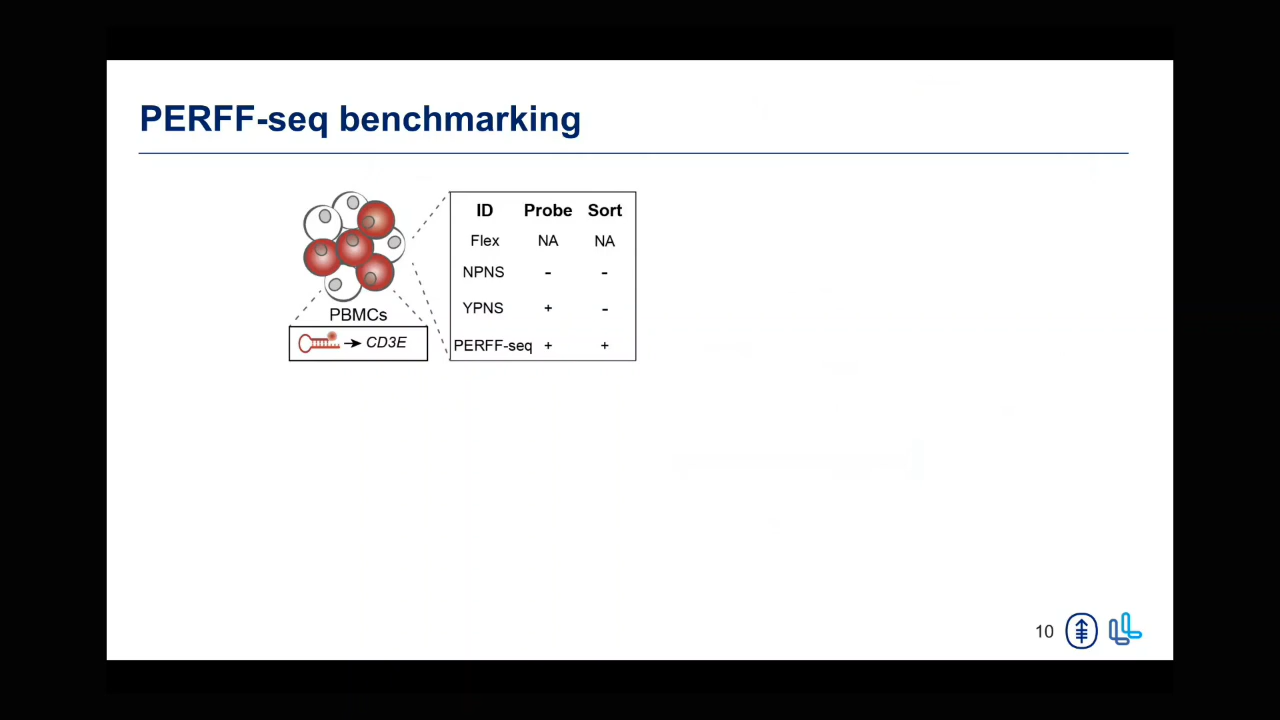 PERFF-seq benchmarking
PBMCs
CD3E
ID Probe Sort
Flex NA NA
NPNS - -
YPNS + -
PERFF-seq + +
10